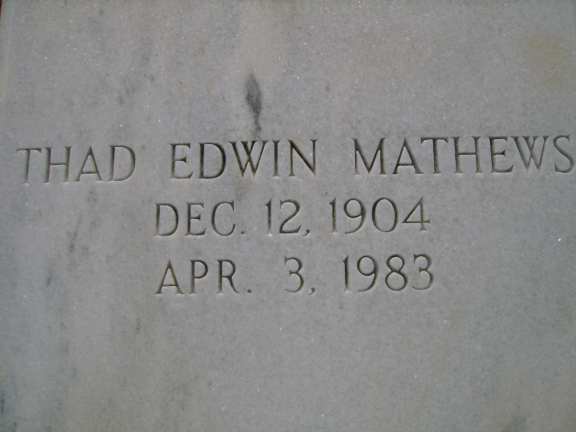 THAD EDWIN MATHEWS
DEC. 12, 1904
APR. 3, 1983